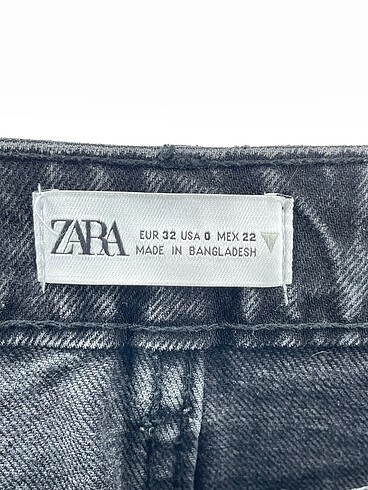 ZARA
EUR 32 USA 0 MEX 22
MADE IN BANGLADESH